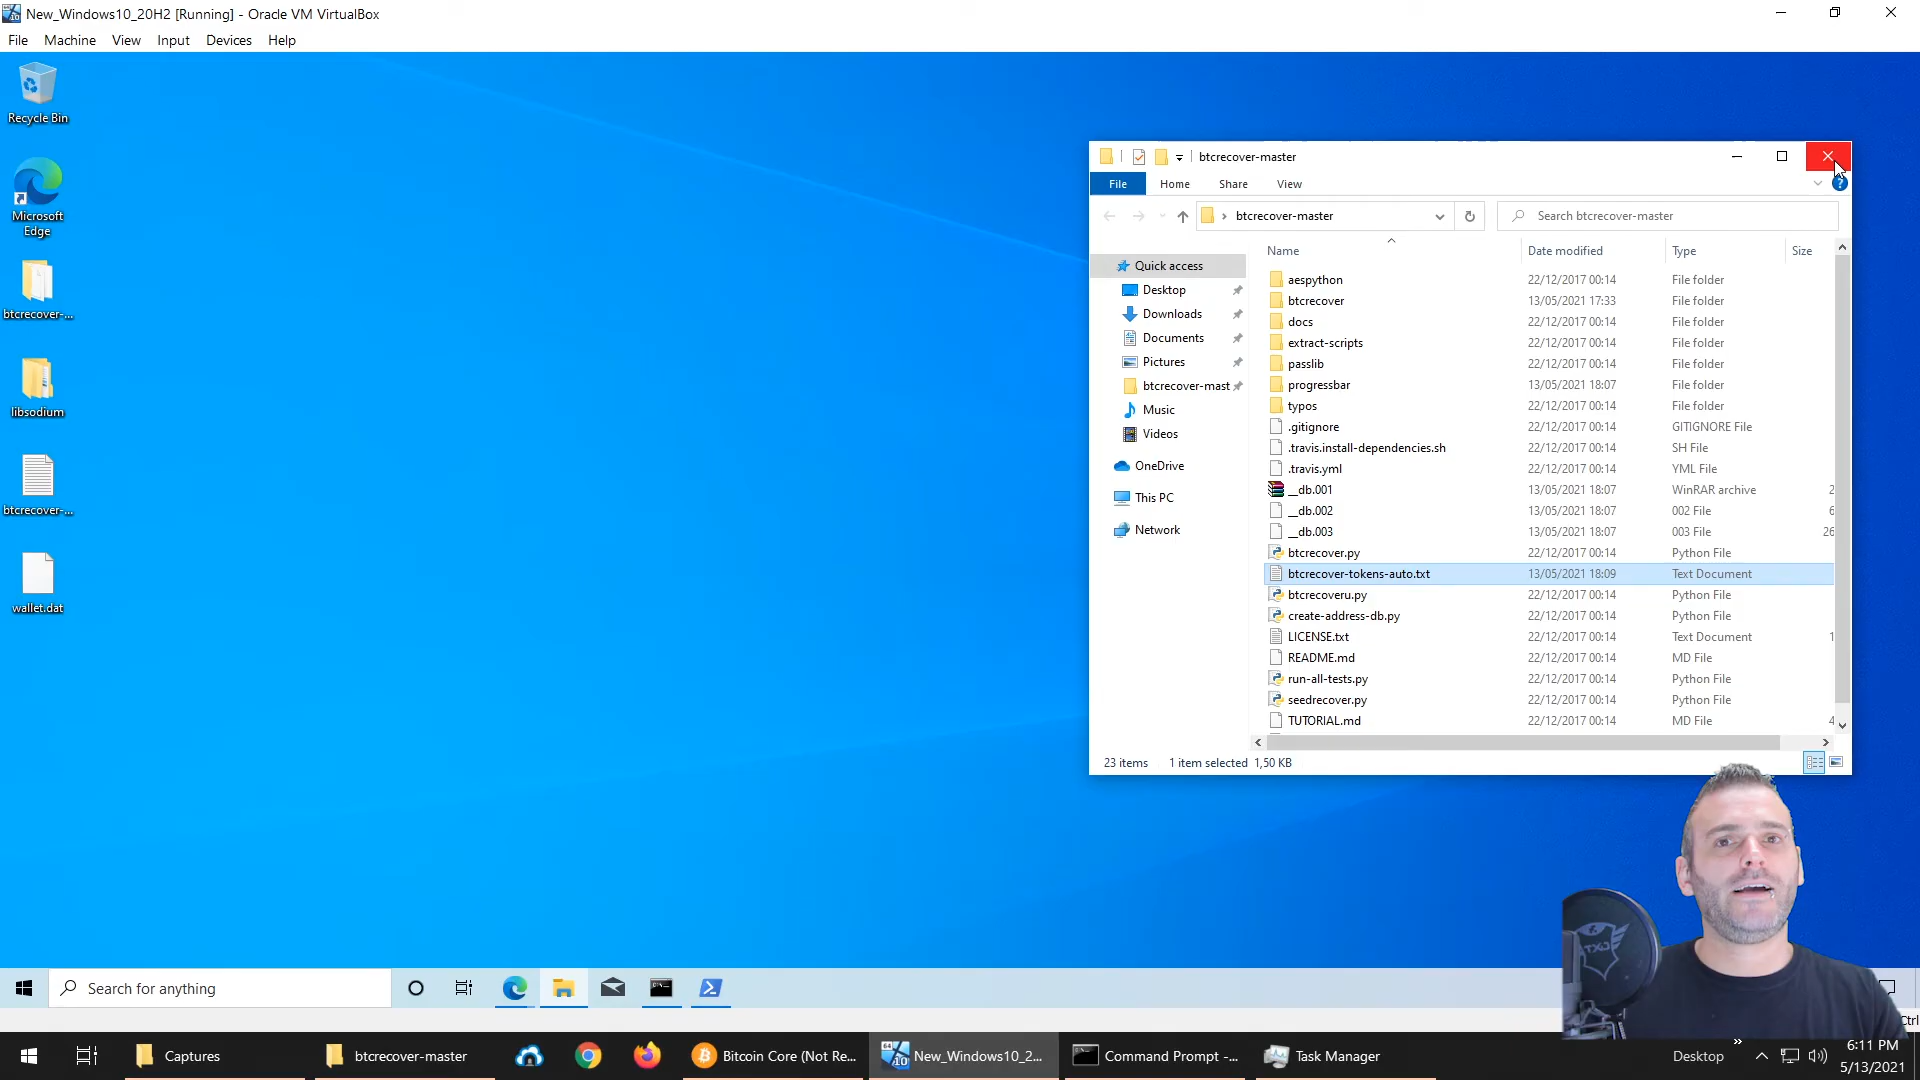 New_Windows10_20H2 [Running] - Oracle VM VirtualBox
File Machine View Input Devices Help
Recycle Bin
Microsoft
Edge
btcrecover-...
libsodium
btcrecover-...
wallet.dat
btcrecover-master
File Home Share View
btcrecover-master
Search btcrecover-master
Name Date modified Type Size
Quick access
Desktop
Downloads
Documents
Pictures
btcrecover-mast
Music
Videos
OneDrive
This PC
Network
aespython 22/12/2017 00:14 File folder
btcrecover 13/05/2021 17:33 File folder
docs 22/12/2017 00:14 File folder
extract-scripts 22/12/2017 00:14 File folder
passlib 22/12/2017 00:14 File folder
progressbar 13/05/2021 18:07 File folder
typos 22/12/2017 00:14 File folder
.gitignore 22/12/2017 00:14 GITIGNORE File
.travis.install-dependencies.sh 22/12/2017 00:14 SH File
.travis.yml 22/12/2017 00:14 YML File
__db.001 13/05/2021 18:07 WinRAR archive 2
__db.002 13/05/2021 18:07 002 File 6
__db.003 13/05/2021 18:07 003 File 26
btcrecover.py 22/12/2017 00:14 Python File
btcrecover-tokens-auto.txt 13/05/2021 18:09 Text Document
btcrecoveru.py 22/12/2017 00:14 Python File
create-address-db.py 22/12/2017 00:14 Python File
LICENSE.txt 22/12/2017 00:14 Text Document 1
README.md 22/12/2017 00:14 MD File
run-all-tests.py 22/12/2017 00:14 Python File
seedrecover.py 22/12/2017 00:14 Python File
TUTORIAL.md 22/12/2017 00:14 MD File 4
23 items 1 item selected 1,50 KB
Search for anything
Ctrl
Captures
btcrecover-master
Bitcoin Core (Not Re...
New_Windows10_2...
Command Prompt -...
Task Manager
Desktop
6:11 PM
5/13/2021